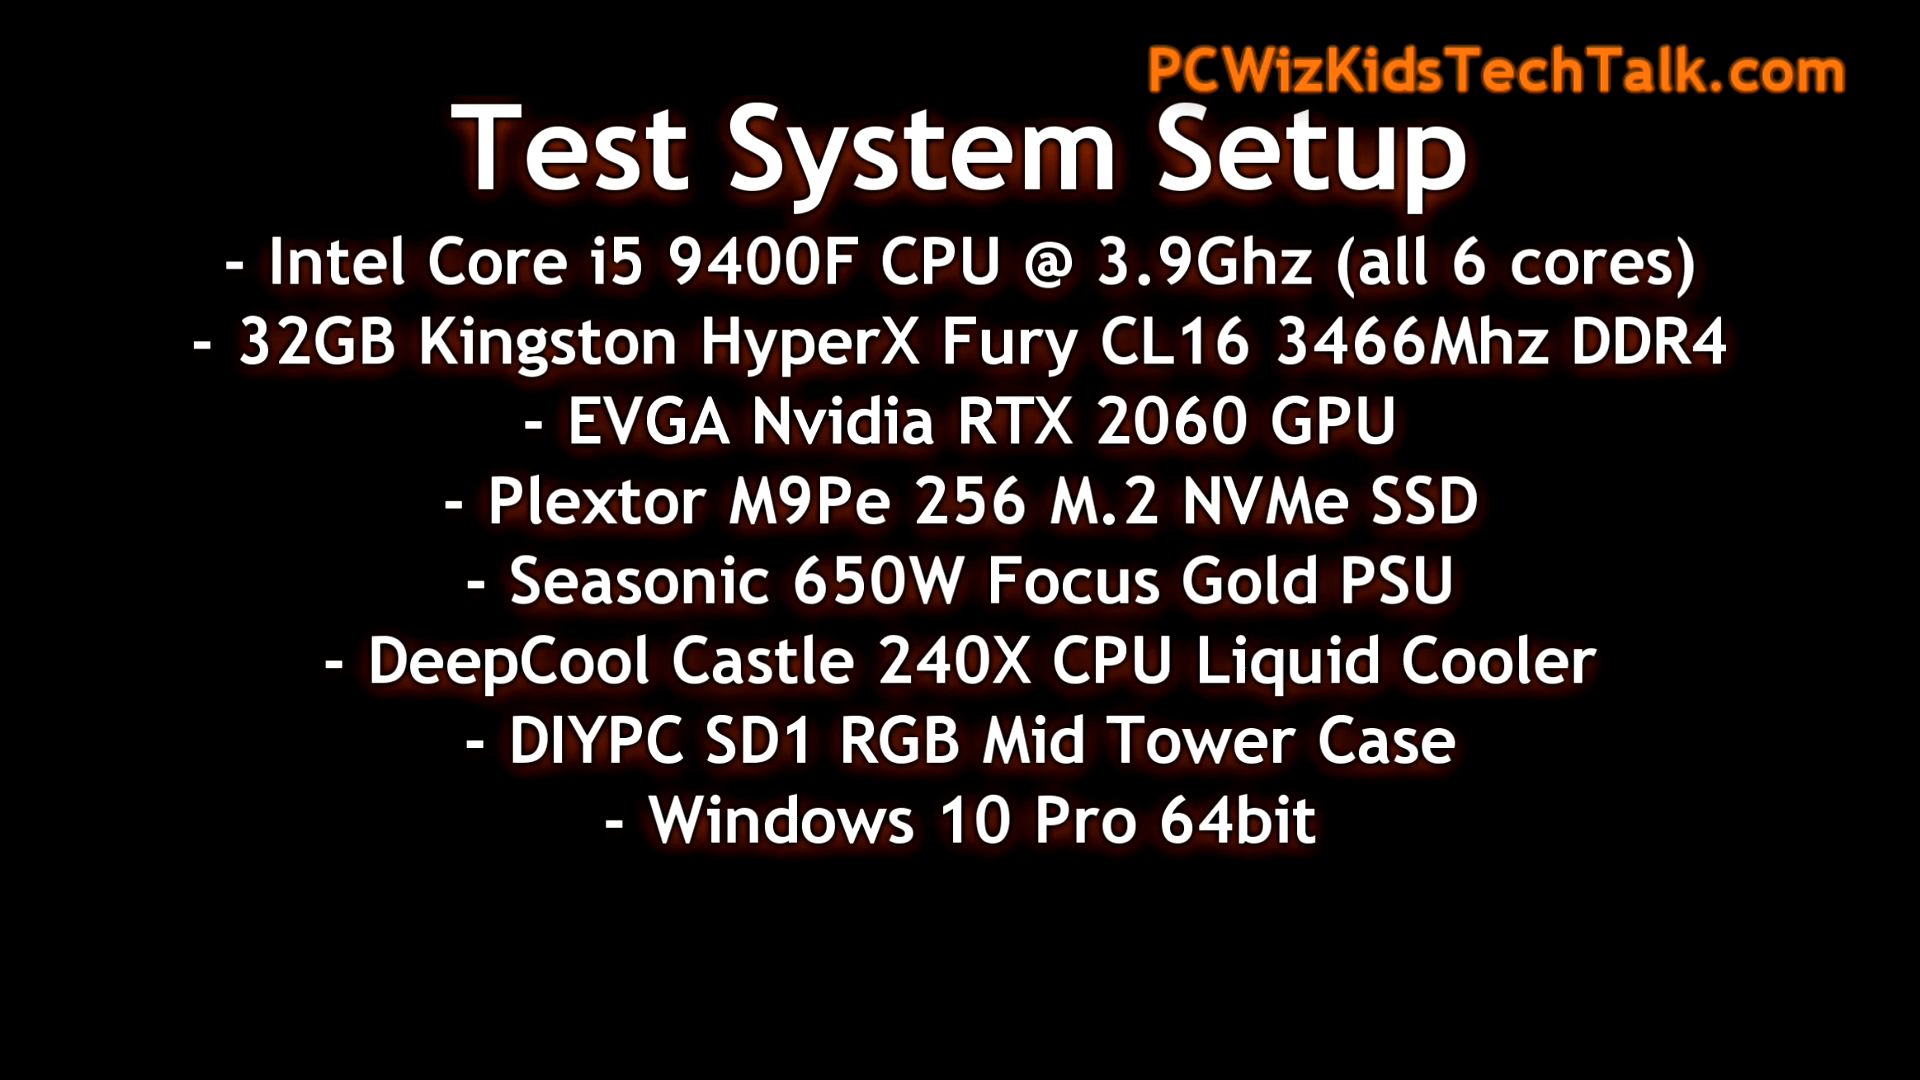 PCWizKidsTechTalk.com
Test System Setup
- Intel Core i5 9400F CPU @ 3.9Ghz (all 6 cores)
- 32GB Kingston HyperX Fury CL16 3466Mhz DDR4
- EVGA Nvidia RTX 2060 GPU
- Plextor M9Pe 256 M.2 NVMe SSD
- Seasonic 650W Focus Gold PSU
- DeepCool Castle 240X CPU Liquid Cooler
- DIYPC SD1 RGB Mid Tower Case
- Windows 10 Pro 64bit